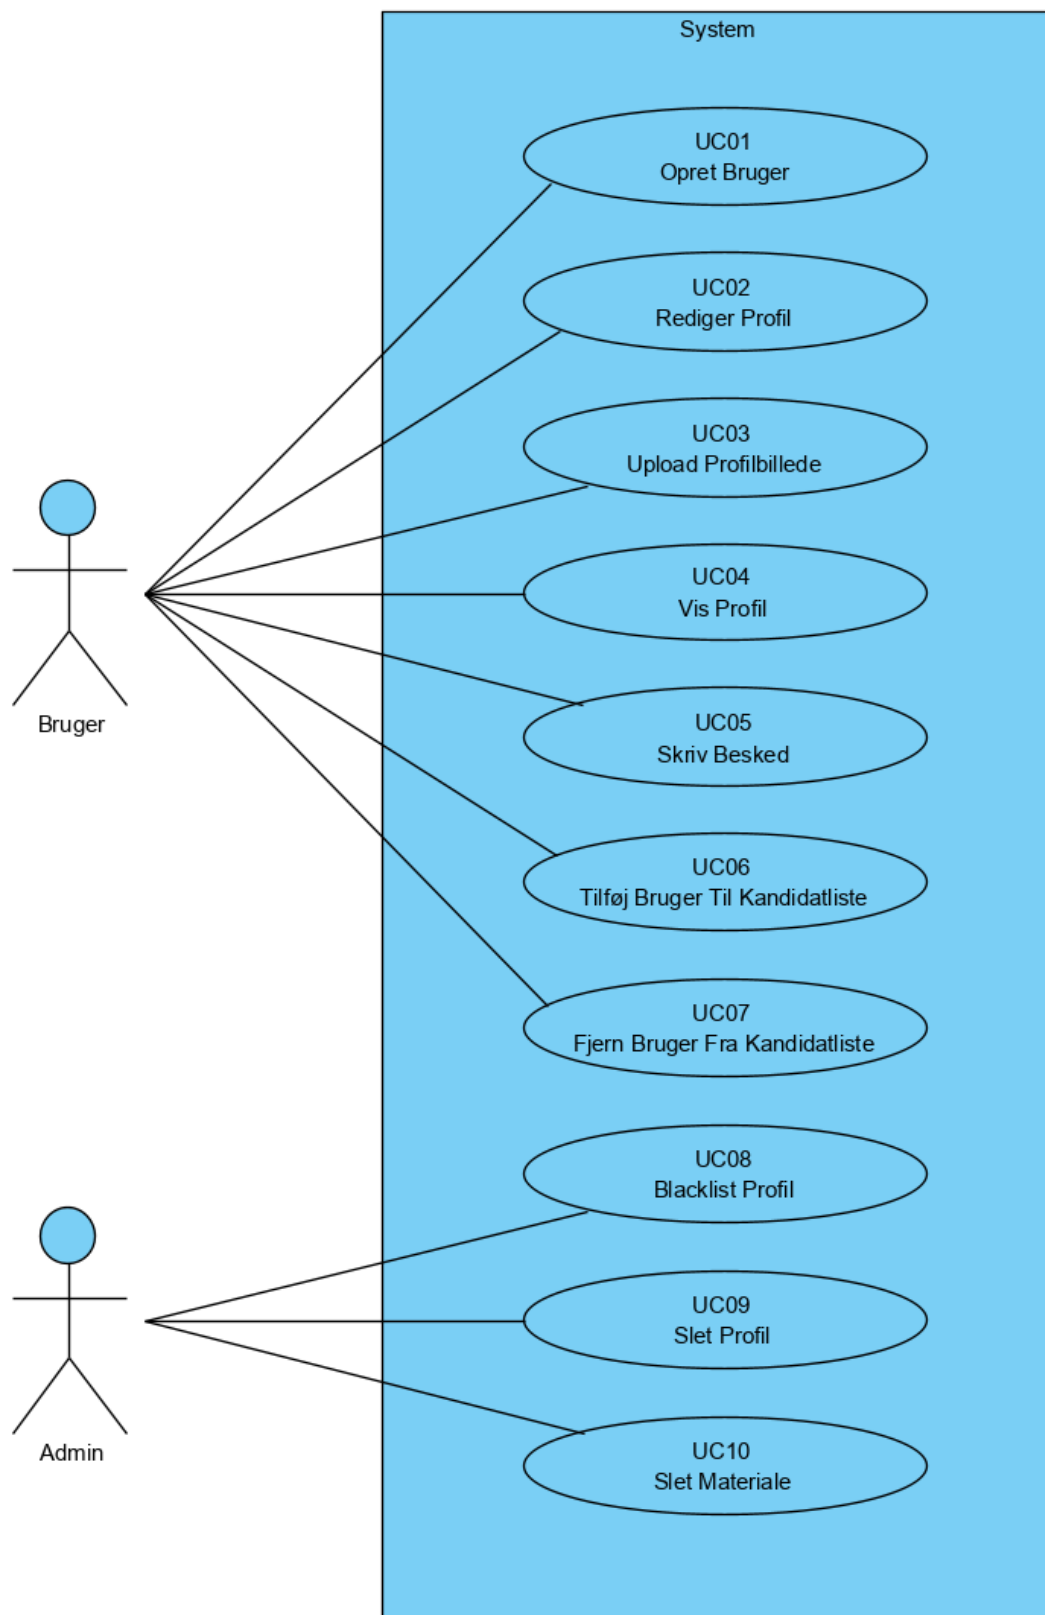 System
UC01
Opret Bruger
UC02
Rediger Profil
UC03
Upload Profilbillede
UC04
Vis Profil
Bruger
UC05
Skriv Besked
UC06
Tilføj Bruger Til Kandidatliste
UC07
Fjern Bruger Fra Kandidatliste
UC08
Blacklist Profil
UC09
Slet Profil
Admin
UC10
Slet Materiale